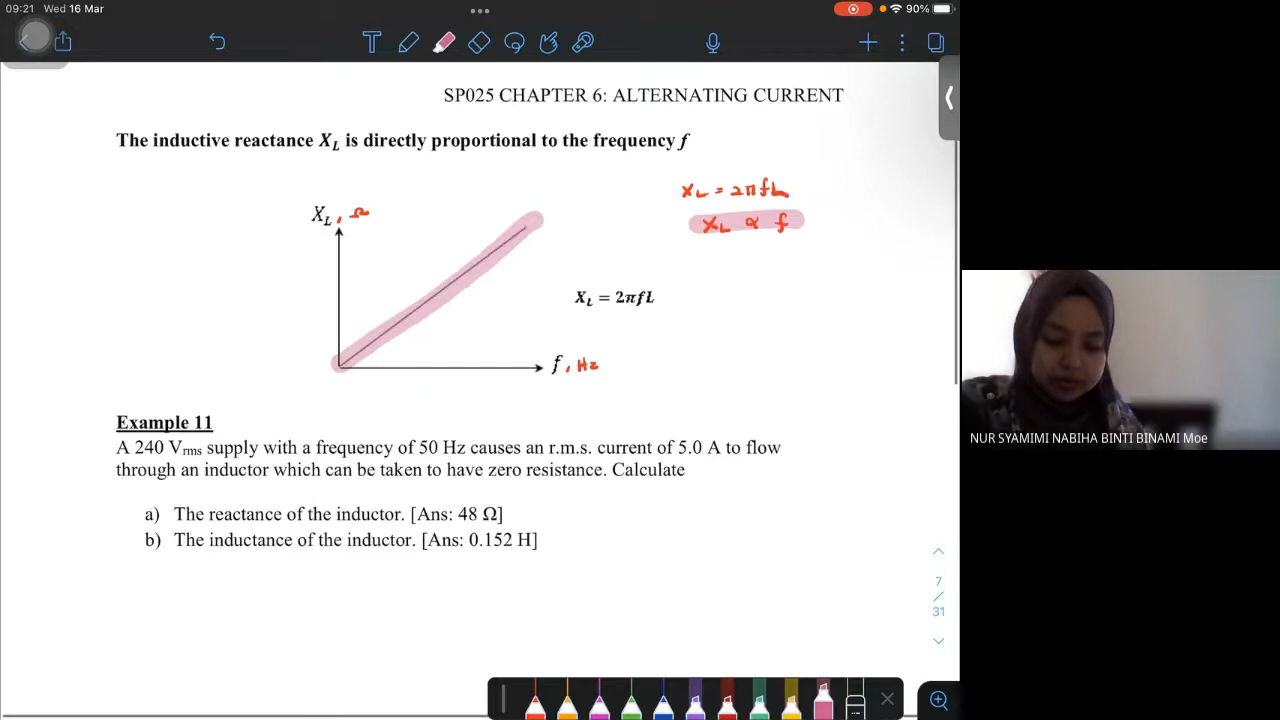 09:21 Wed 16 Mar
90%
SP025 CHAPTER 6: ALTERNATING CURRENT
The inductive reactance X_L is directly proportional to the frequency f
X_L = 2πfL
X_L ∝ f
X_L, Ω
X_L = 2πfL
f, Hz
Example 11
A 240 Vrms supply with a frequency of 50 Hz causes an r.m.s. current of 5.0 A to flow
through an inductor which can be taken to have zero resistance. Calculate
a) The reactance of the inductor. [Ans: 48 Ω]
b) The inductance of the inductor. [Ans: 0.152 H]
7
/
31
NUR SYAMIMI NABIHA BINTI BINAMI Moe